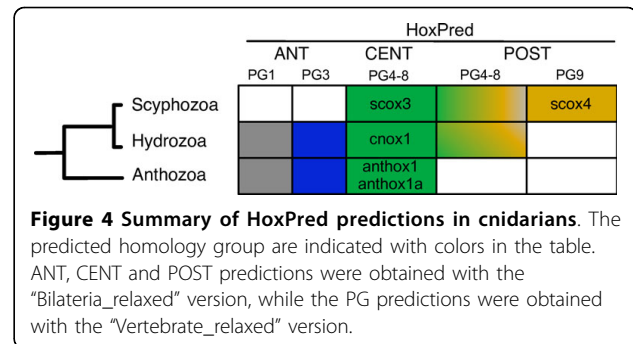 HoxPred
ANT CENT POST
PG1 PG3 PG4-8 PG4-8 PG9
Scyphozoa scox3 scox4
Hydrozoa cnox1
Anthozoa anthox1
anthox1a
Figure 4 Summary of HoxPred predictions in cnidarians. The
predicted homology group are indicated with colors in the table.
ANT, CENT and POST predictions were obtained with the
"Bilateria_relaxed" version, while the PG predictions were obtained
with the "Vertebrate_relaxed" version.